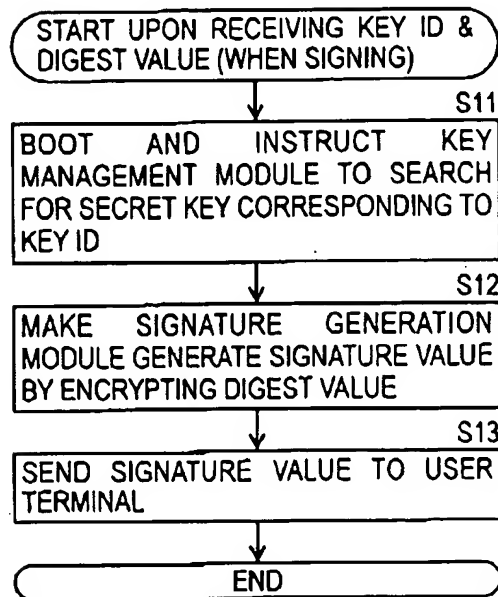 START UPON RECEIVING KEY ID &
DIGEST VALUE (WHEN SIGNING)
S11
BOOT AND INSTRUCT KEY
MANAGEMENT MODULE TO SEARCH
FOR SECRET KEY CORRESPONDING TO
KEY ID
S12
MAKE SIGNATURE GENERATION
MODULE GENERATE SIGNATURE VALUE
BY ENCRYPTING DIGEST VALUE
S13
SEND SIGNATURE VALUE TO USER
TERMINAL
END